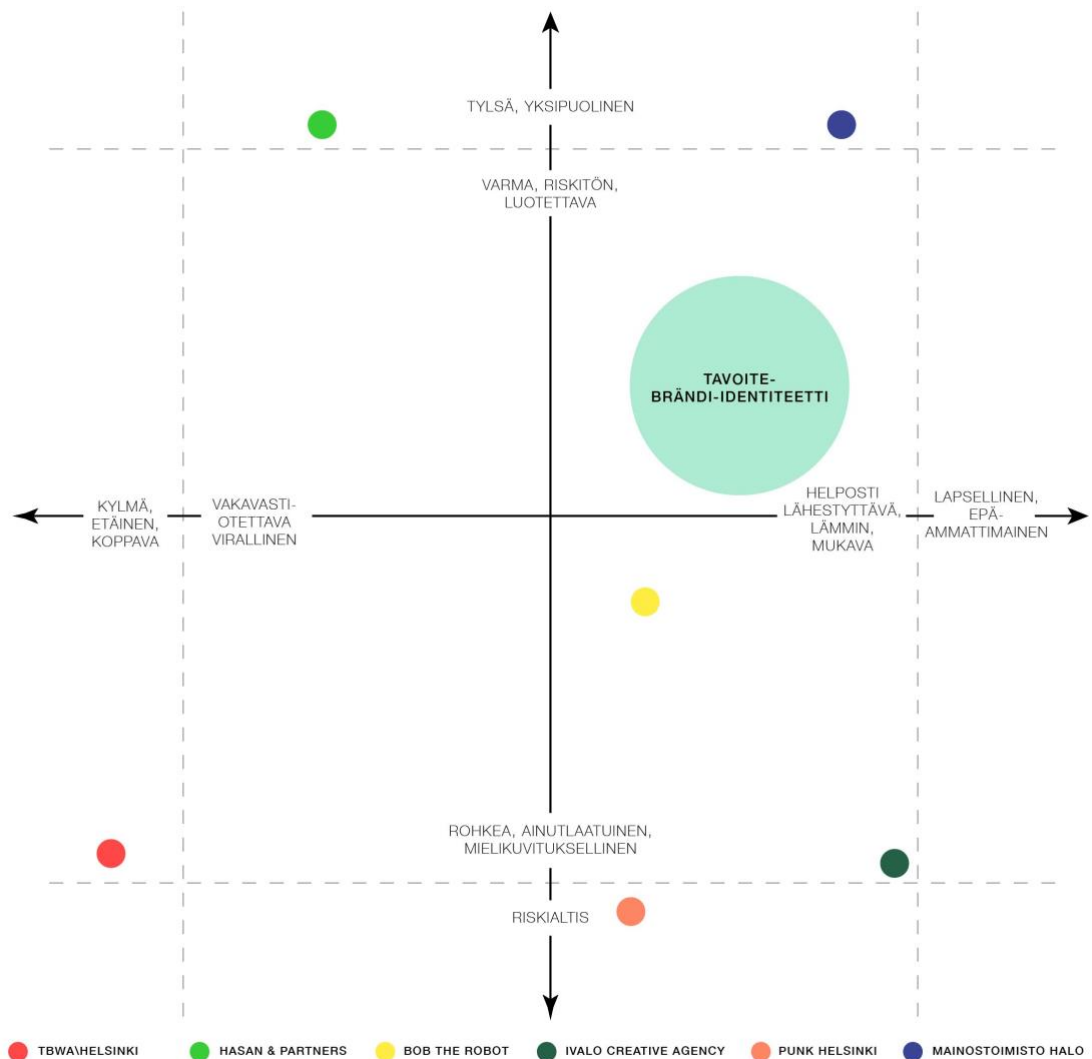 TYLSÄ, YKSIPUOLINEN
VARMA, RISKITÖN,
LUOTETTAVA
TAVOITE-
BRÄNDI-IDENTITEETTI
KYLMÄ,
ETÄINEN,
KOPPAVA
VAKAVASTI-
OTETTAVA
VIRALLINEN
HELPOSTI
LÄHESTYTTÄVÄ,
LÄMMIN,
MUKAVA
LAPSELLINEN,
EPÄ-
AMMATTIMAINEN
ROHKEA, AINUTLAATUINEN,
MIELIKUVITUKSELLINEN
RISKIALTIS
TBWA\HELSINKI
HASAN & PARTNERS
BOB THE ROBOT
IVALO CREATIVE AGENCY
PUNK HELSINKI
MAINOSTOIMISTO HALO